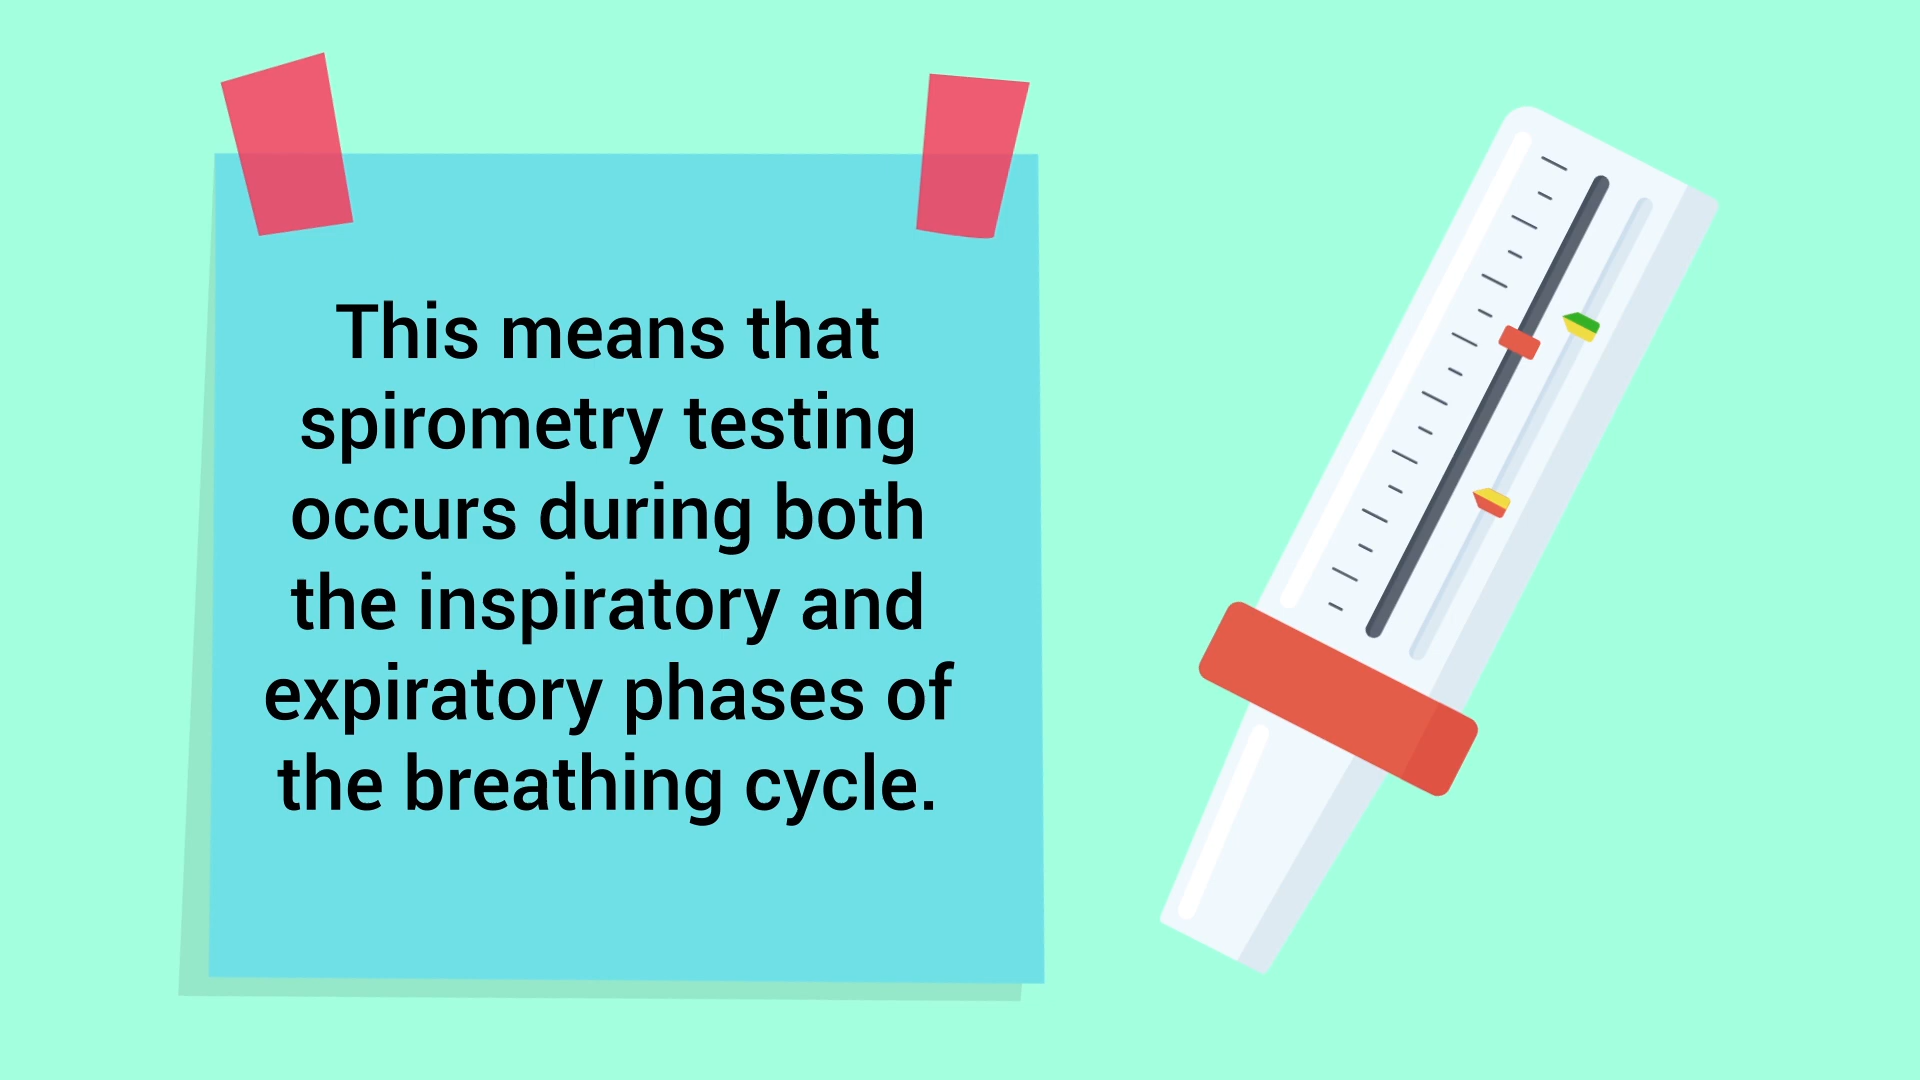 This means that
spirometry testing
occurs during both
the inspiratory and
expiratory phases of
the breathing cycle.